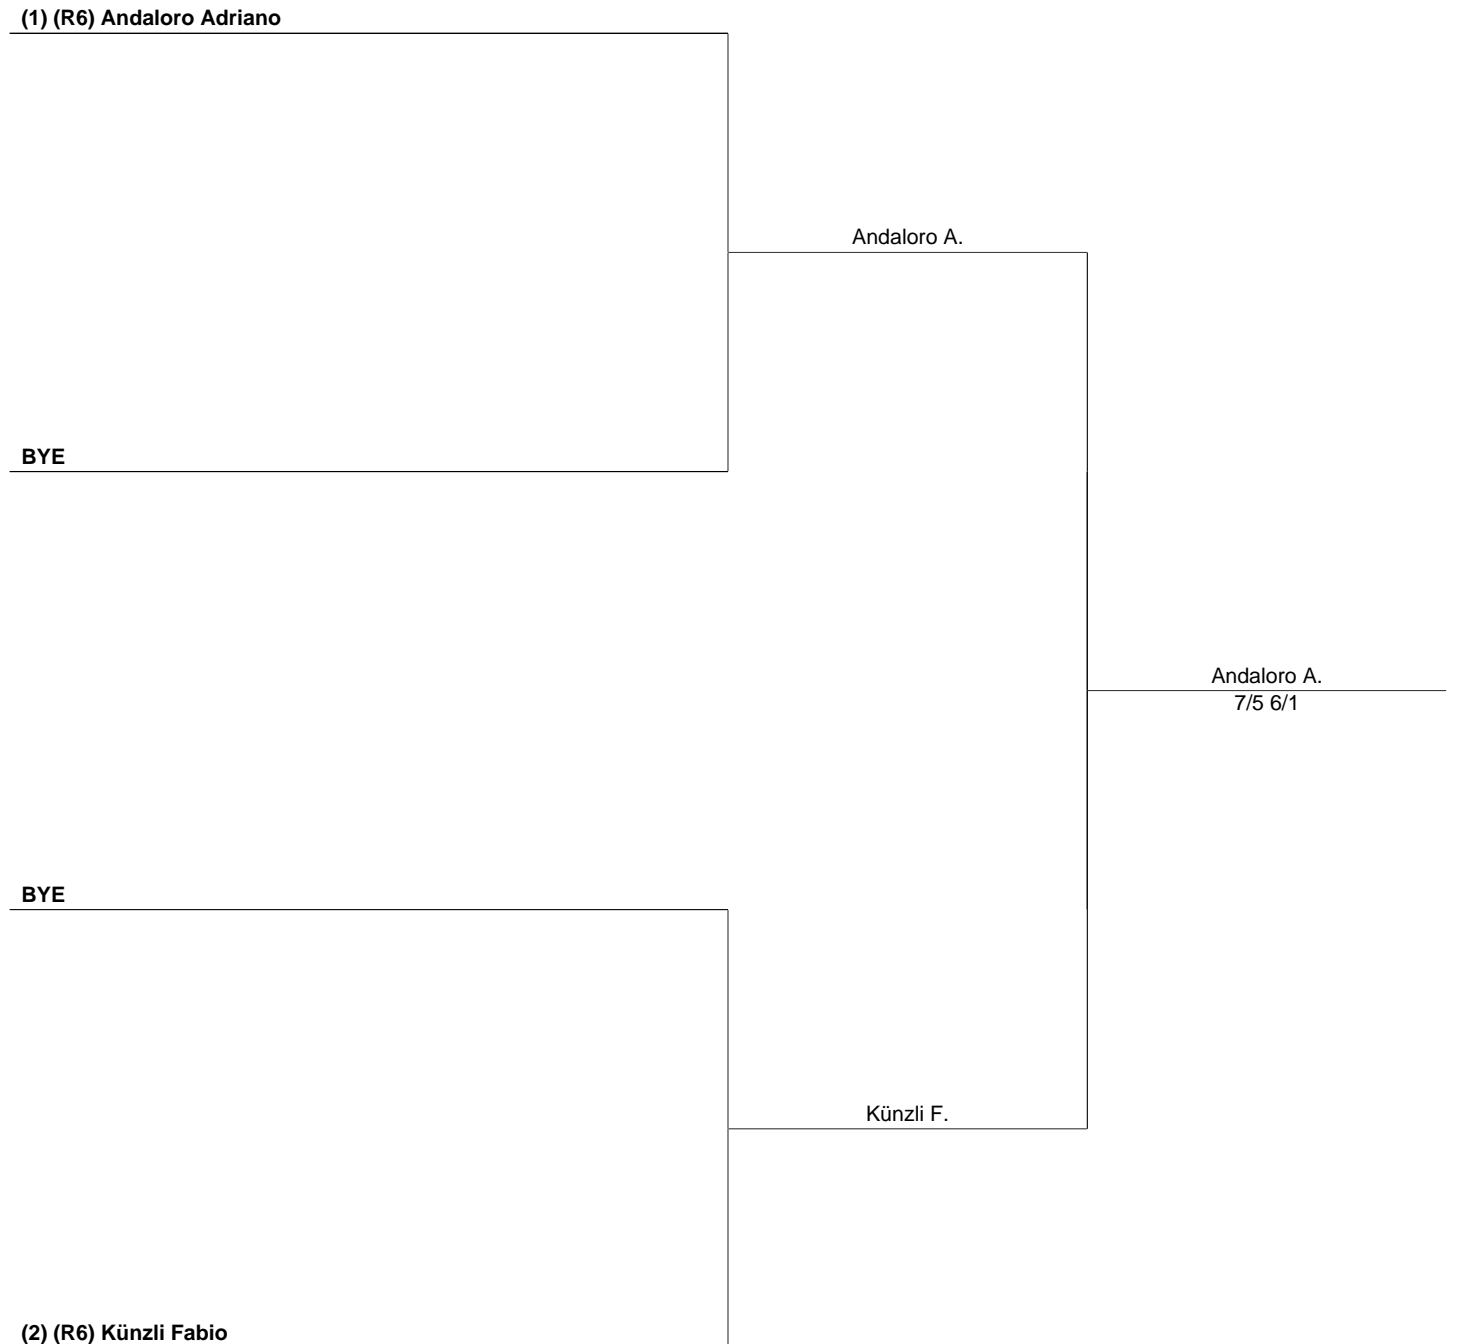 (1) (R6) Andaloro Adriano
Andaloro A.
BYE
Andaloro A.
7/5 6/1
BYE
Künzli F.
(2) (R6) Künzli Fabio